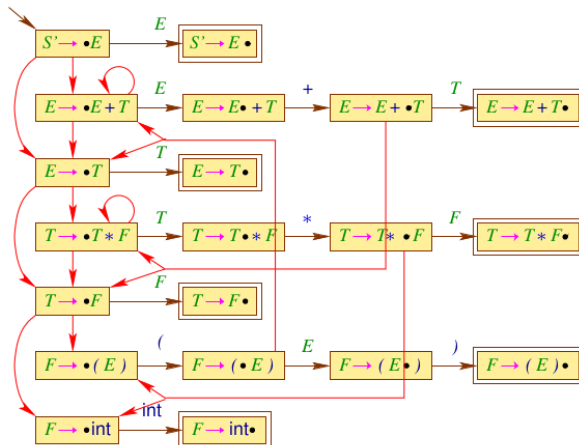 E
S'→ •E S'→ E•
E + T
E→ •E+T E→ E•+T E→ E+•T E→ E+T•
T
E→ •T E→ T•
T * F
T→ •T*F T→ T•*F T→ T*•F T→ T*F•
F
T→ •F T→ F•
( E )
F→ •(E) F→ (•E) F→ (E•) F→ (E)•
int
F→ •int F→ int•